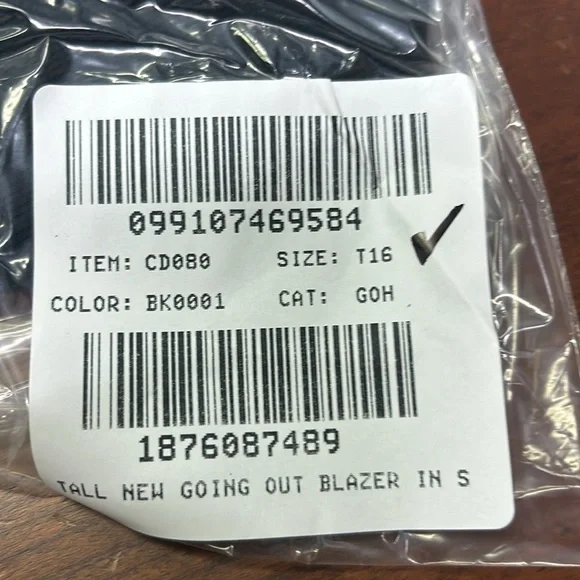 099107469584
ITEM: CD080 SIZE: T16
COLOR: BK0001 CAT: GOH
1876087489
TALL NEW GOING OUT BLAZER IN S